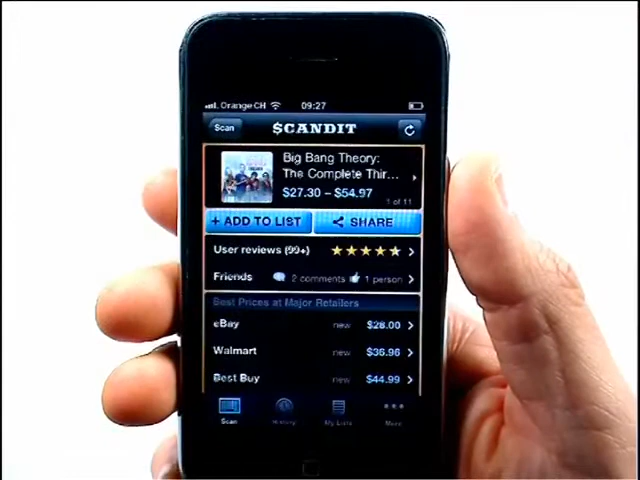 Orange CH 09:27
Scan $CANDIT
Big Bang Theory:
The Complete Thir...
$27.30 – $54.97
1 of 11
+ ADD TO LIST SHARE
User reviews (99+)
Friends 2 comments 1 person
Best Prices at Major Retailers
eBay new $28.00
Walmart new $36.96
Best Buy new $44.99
Scan History My Lists More